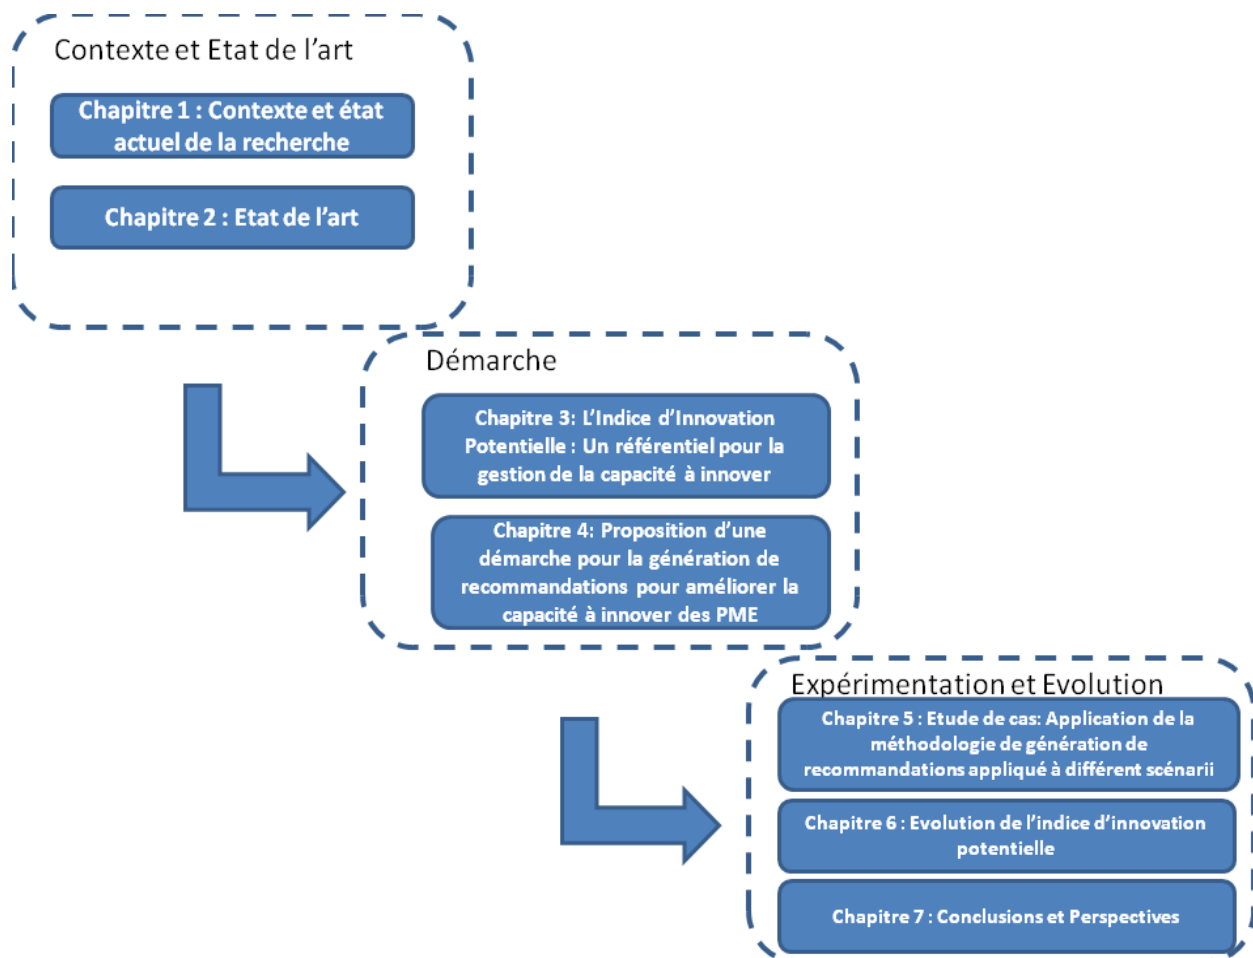 Contexte et Etat de l’art
Chapitre 1 : Contexte et état
actuel de la recherche
Chapitre 2 : Etat de l’art
Démarche
Chapitre 3: L’Indice d’Innovation
Potentielle : Un référentiel pour la
gestion de la capacité à innover
Chapitre 4: Proposition d’une
démarche pour la génération de
recommandations pour améliorer la
capacité à innover des PME
Expérimentation et Evolution
Chapitre 5 : Etude de cas: Application de la
méthodologie de génération de
recommandations appliqué à différent scénarii
Chapitre 6 : Evolution de l’indice d’innovation
potentielle
Chapitre 7 : Conclusions et Perspectives